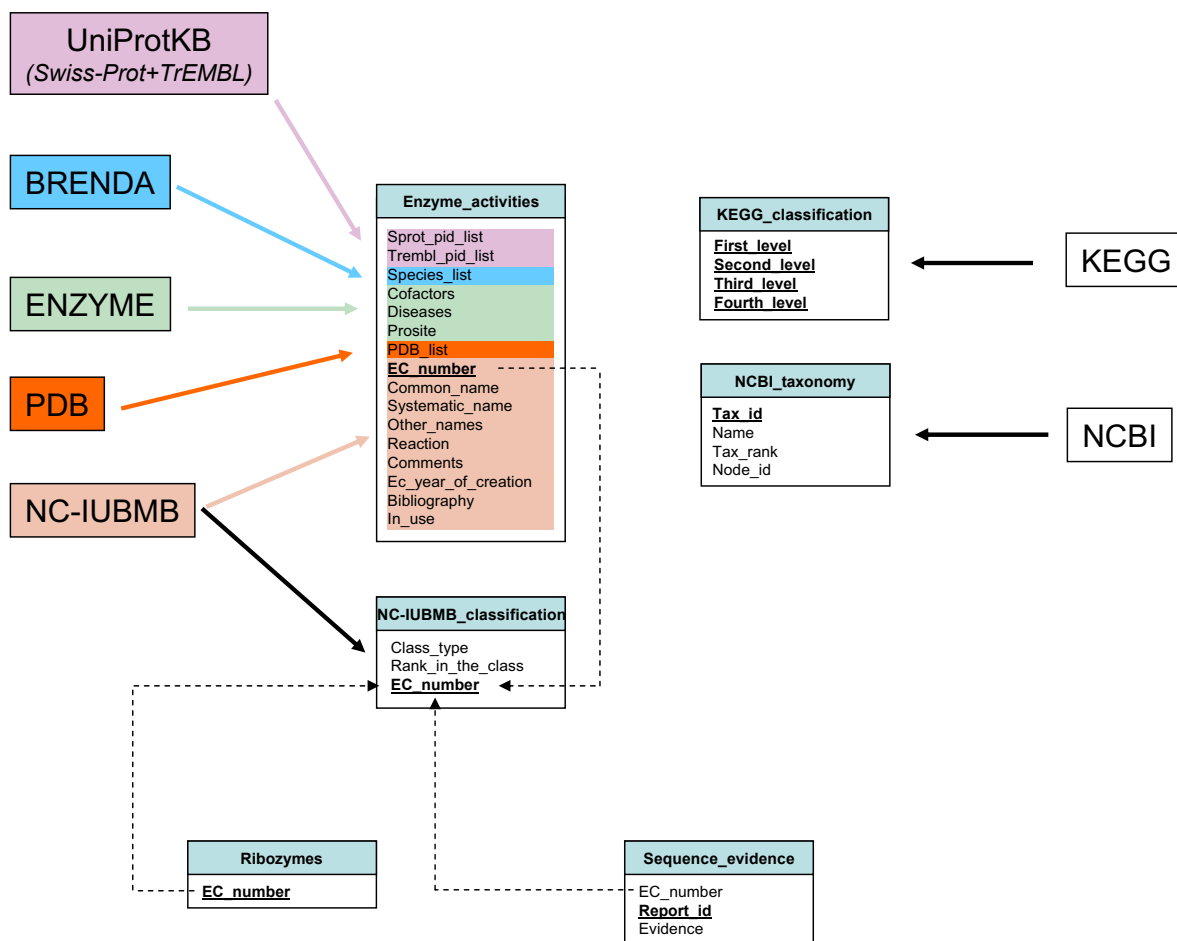 UniProtKB
(Swiss-Prot+TrEMBL)
BRENDA
ENZYME
PDB
NC-IUBMB
Enzyme_activities
Sprot_pid_list
Trembl_pid_list
Species_list
Cofactors
Diseases
Prosite
PDB_list
EC_number
Common_name
Systematic_name
Other_names
Reaction
Comments
Ec_year_of_creation
Bibliography
In_use
KEGG_classification
First_level
Second_level
Third_level
Fourth_level
KEGG
NCBI_taxonomy
Tax_id
Name
Tax_rank
Node_id
NCBI
NC-IUBMB_classification
Class_type
Rank_in_the_class
EC_number
Ribozymes
EC_number
Sequence_evidence
EC_number
Report_id
Evidence